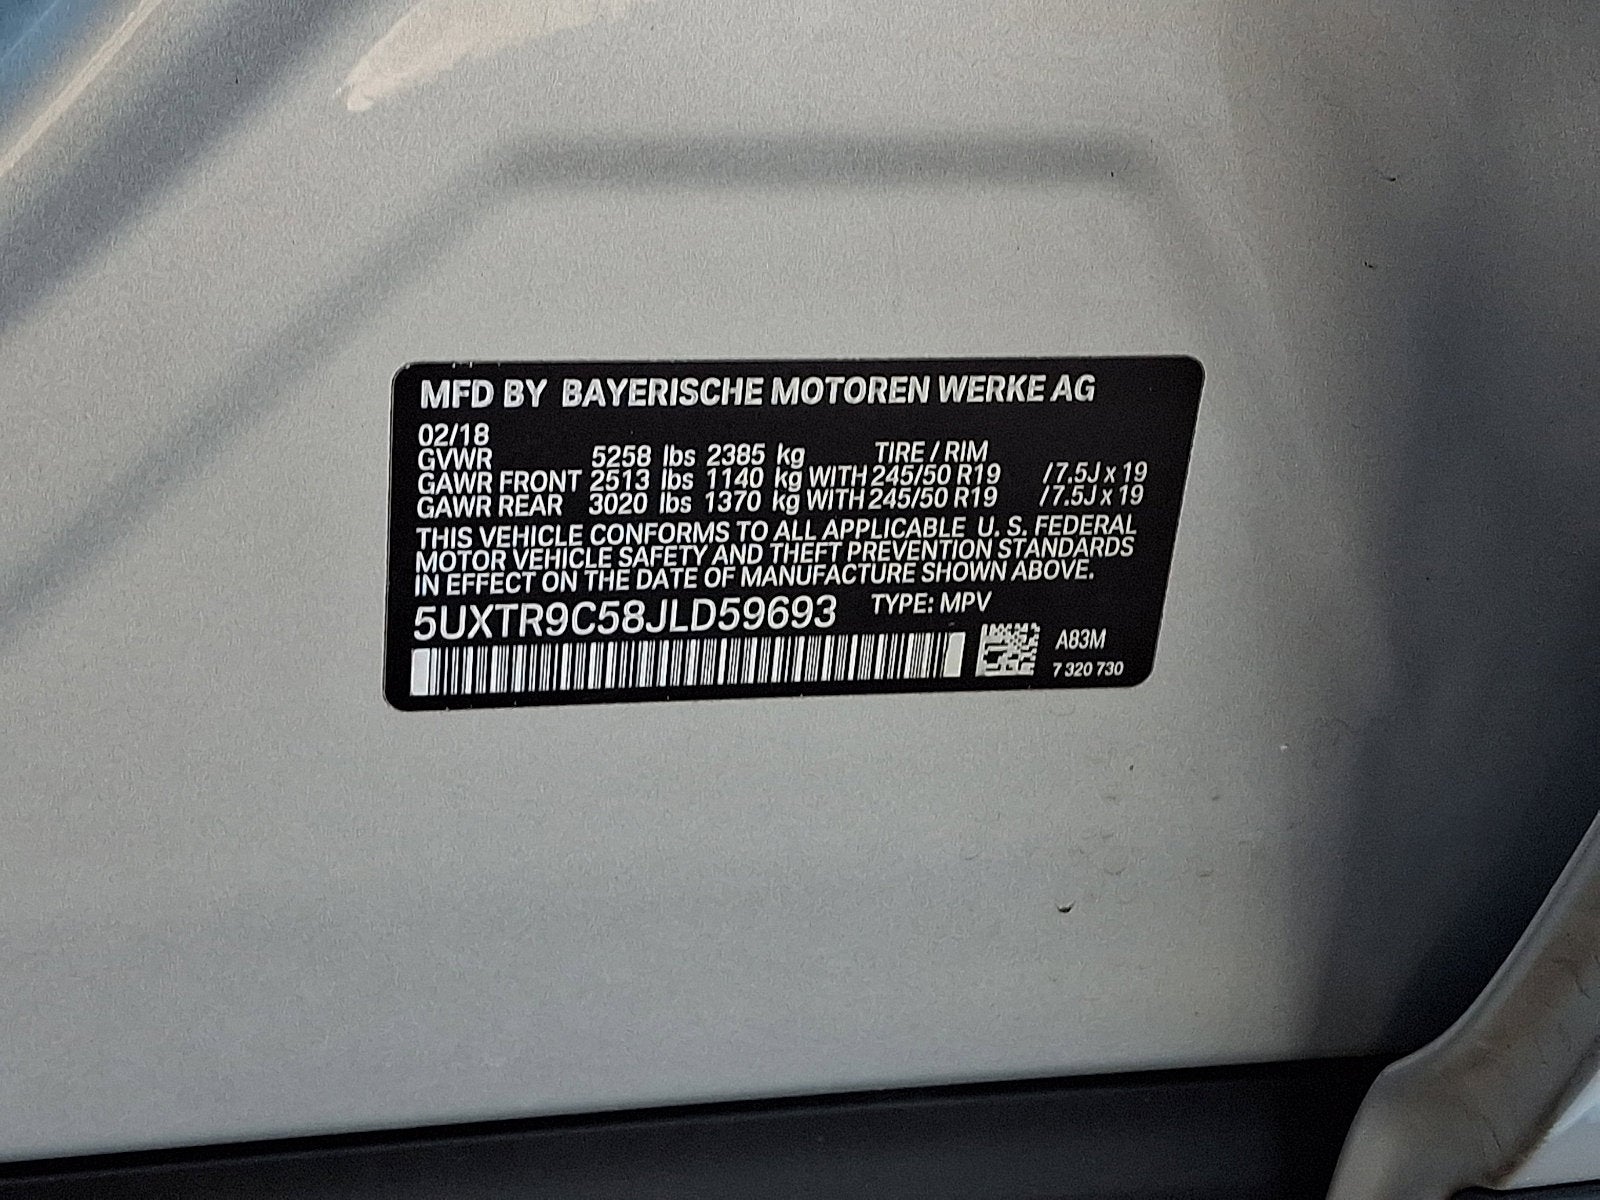 MFD BY BAYERISCHE MOTOREN WERKE AG
02/18
GVWR 5258 lbs 2385 kg TIRE / RIM
GAWR FRONT 2513 lbs 1140 kg WITH 245/50 R19 /7.5J x 19
GAWR REAR 3020 lbs 1370 kg WITH 245/50 R19 /7.5J x 19
THIS VEHICLE CONFORMS TO ALL APPLICABLE U. S. FEDERAL
MOTOR VEHICLE SAFETY AND THEFT PREVENTION STANDARDS
IN EFFECT ON THE DATE OF MANUFACTURE SHOWN ABOVE.
5UXTR9C58JLD59693 TYPE: MPV
A83M
7 320 730